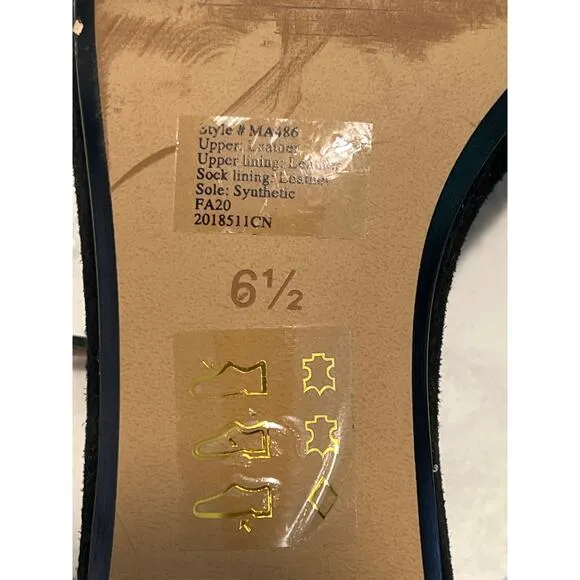 Style # MA486
Upper: Leather
Upper lining: Leather
Sock lining: Leather
Sole: Synthetic
FA20
2018511CN
6½